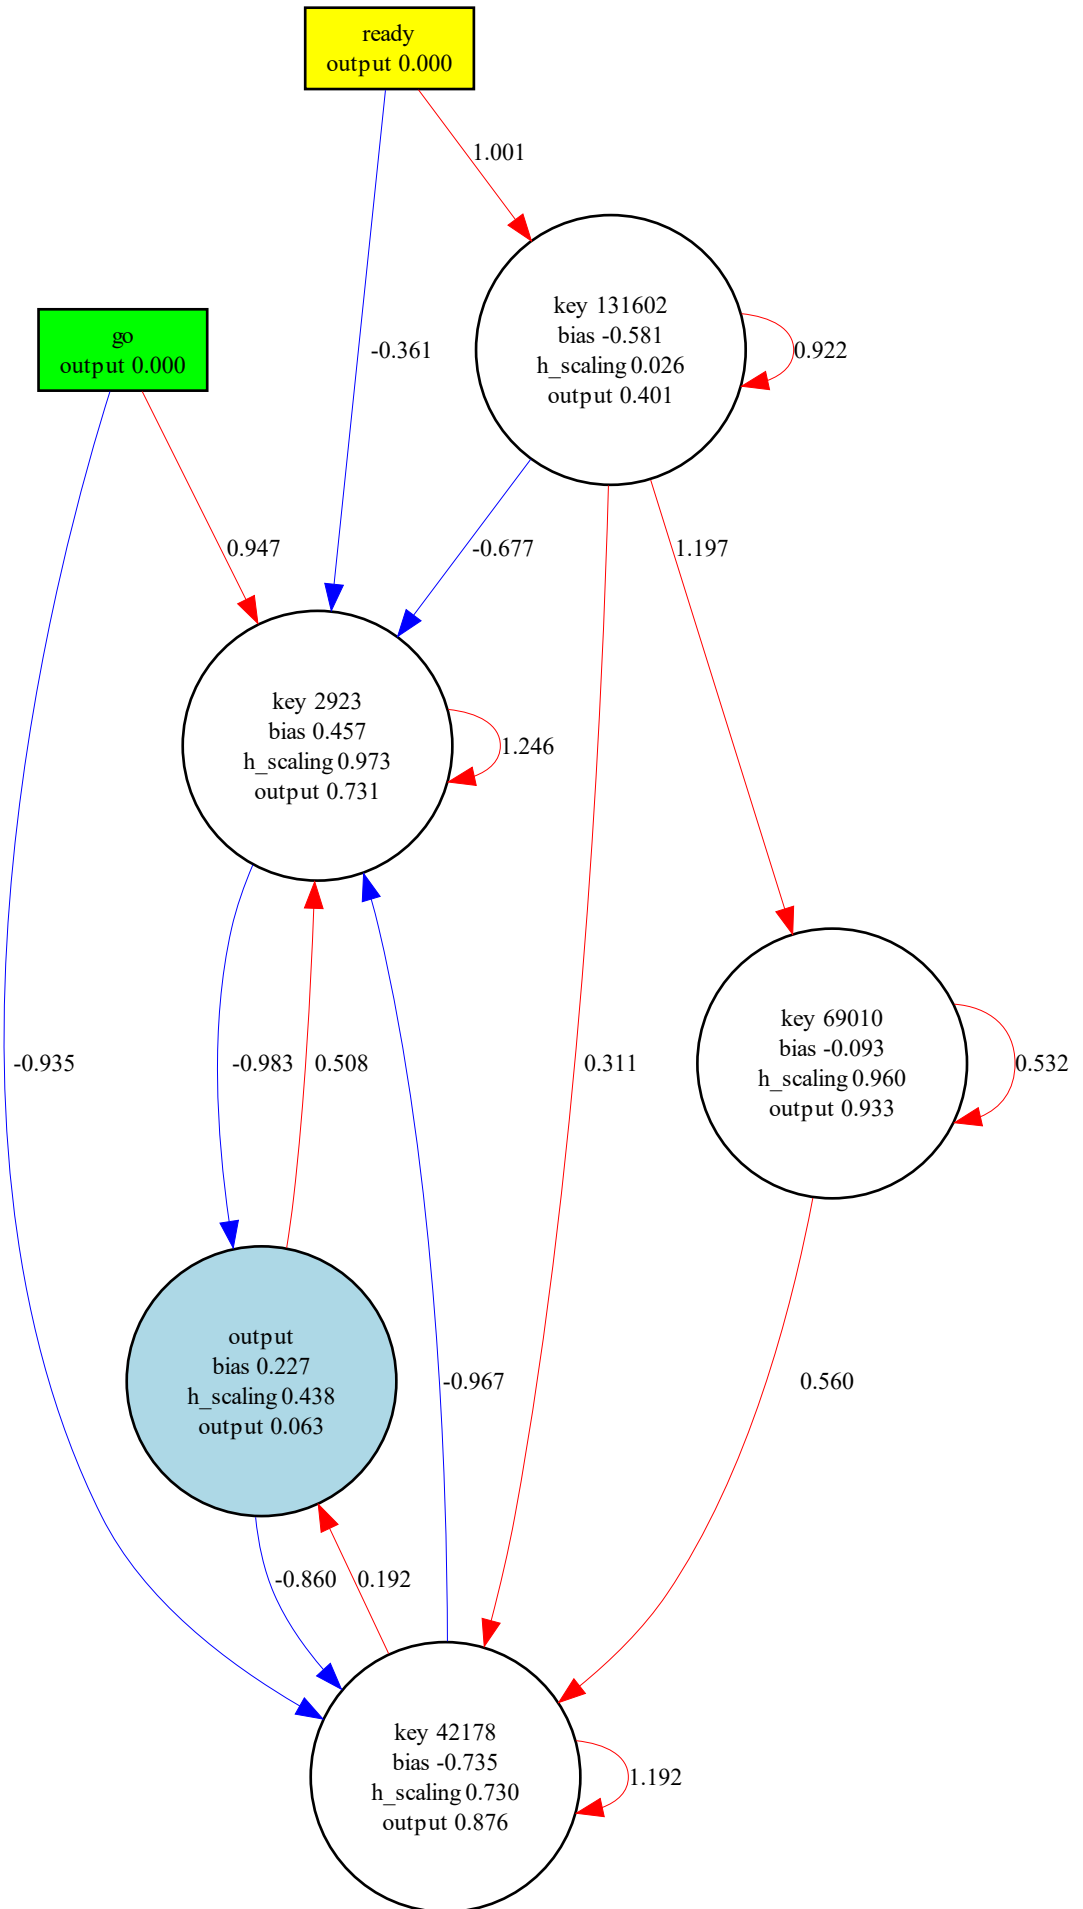 ready
output 0.000
1.001
key 131602
bias -0.581
h_scaling 0.026
output 0.401
0.922
go
output 0.000
-0.361
0.947
-0.677
1.197
key 2923
bias 0.457
h_scaling 0.973
output 0.731
1.246
key 69010
bias -0.093
h_scaling 0.960
output 0.933
0.532
-0.935
-0.983
0.508
0.311
output
bias 0.227
h_scaling 0.438
output 0.063
-0.967
0.560
-0.860
0.192
key 42178
bias -0.735
h_scaling 0.730
output 0.876
1.192